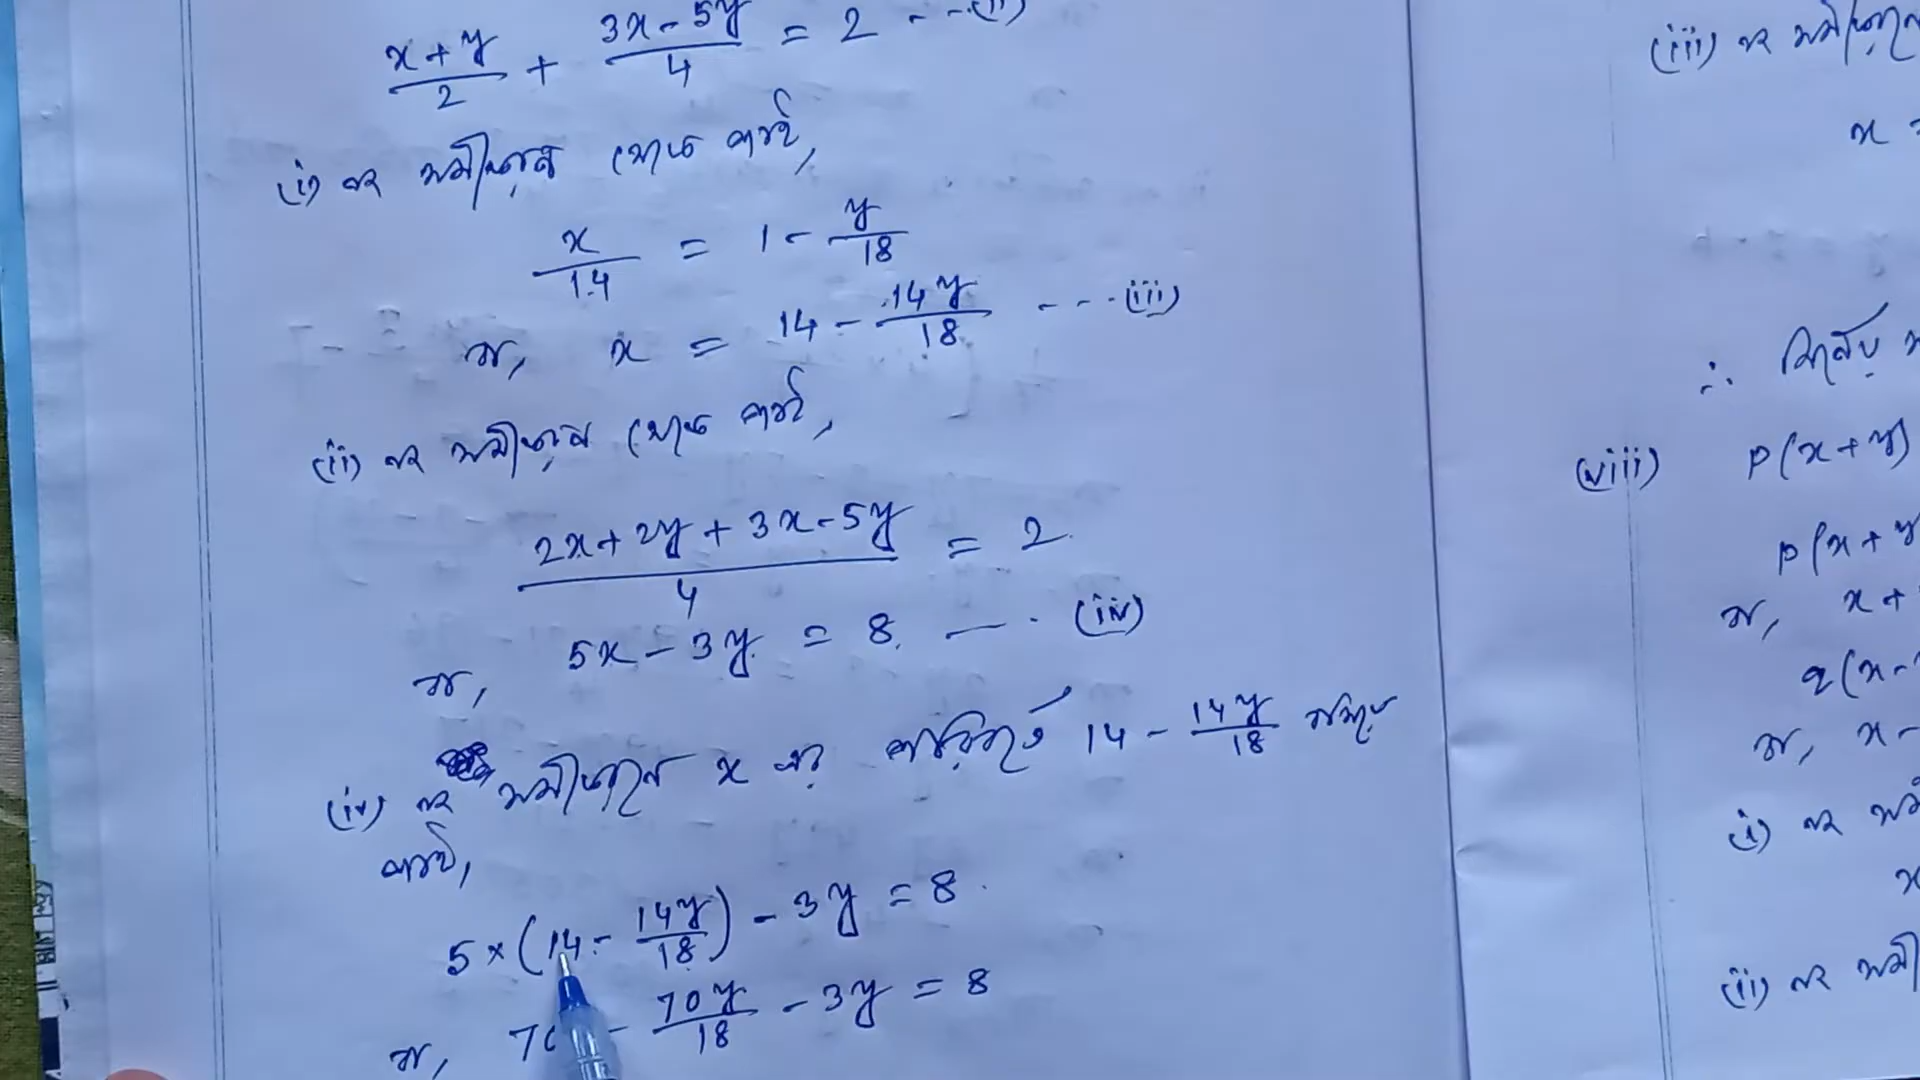 (x+y)/2 + (3x-5y)/4 = 2 --- (ii)
(i) নং সমীকরণ থেকে পাই,
x/14 = 1 - y/18
বা, x = 14 - 14y/18 --- (iii)
(ii) নং সমীকরণ থেকে পাই,
(2x+2y+3x-5y)/4 = 2
বা, 5x - 3y = 8 --- (iv)
(iv) নং সমীকরণে x এর পরিবর্তে 14 - 14y/18 বসিয়ে
পাই,
5×(14 - 14y/18) - 3y = 8
বা, 70 - 70y/18 - 3y = 8
(iii) নং
x =
∴ নির্ণেয়
(viii) p(x+y)
p(x+y
বা, x+
q(x-
বা, x-
(i) নং
x
(ii) নং